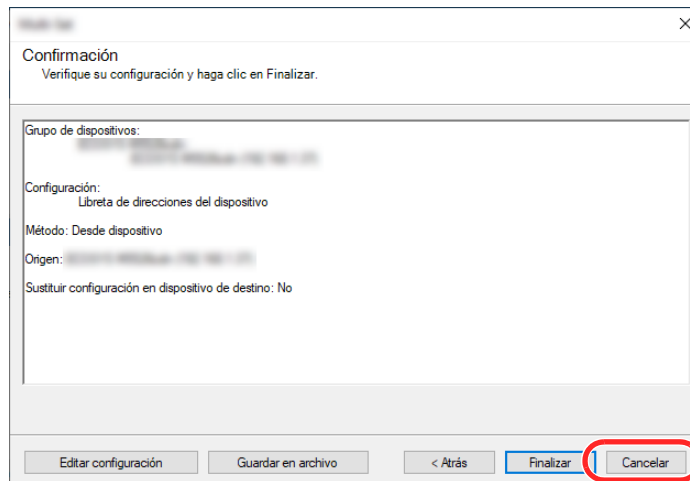 Confirmación
Verifique su configuración y haga clic en Finalizar.
Grupo de dispositivos:
Configuración:
Libreta de direcciones del dispositivo
Método: Desde dispositivo
Origen:
Sustituir configuración en dispositivo de destino: No
Editar configuración
Guardar en archivo
< Atrás
Finalizar
Cancelar